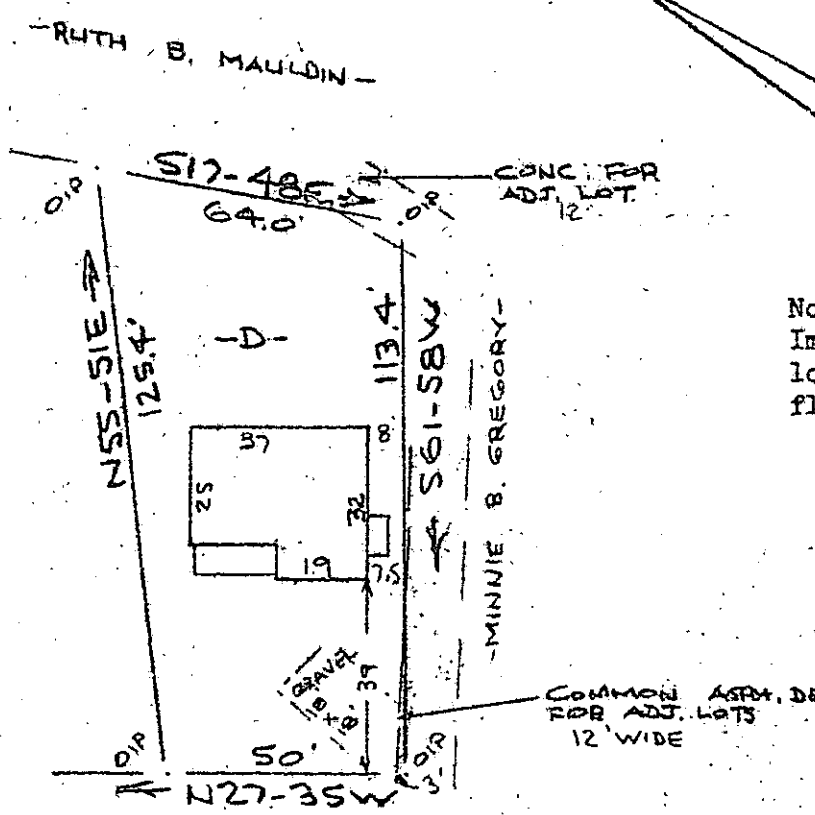 -RUTH B. MAULDIN-
S17-48E
64.0'
CONC. FOR
ADJ. LOT.
12'
O.I.P.
O.I.P.
N55-51E
125.4'
-D-
113.4'
S61-58W
-MINNIE B. GREGORY-
No
Im
lo
fl
37
8
25
32
19
7.5
GRAVEL
18 x 18'
39
COMMON ASPH. DE
FOR ADJ. LOTS
12' WIDE
O.I.P.
50'
O.I.P.
3'
N27-35W